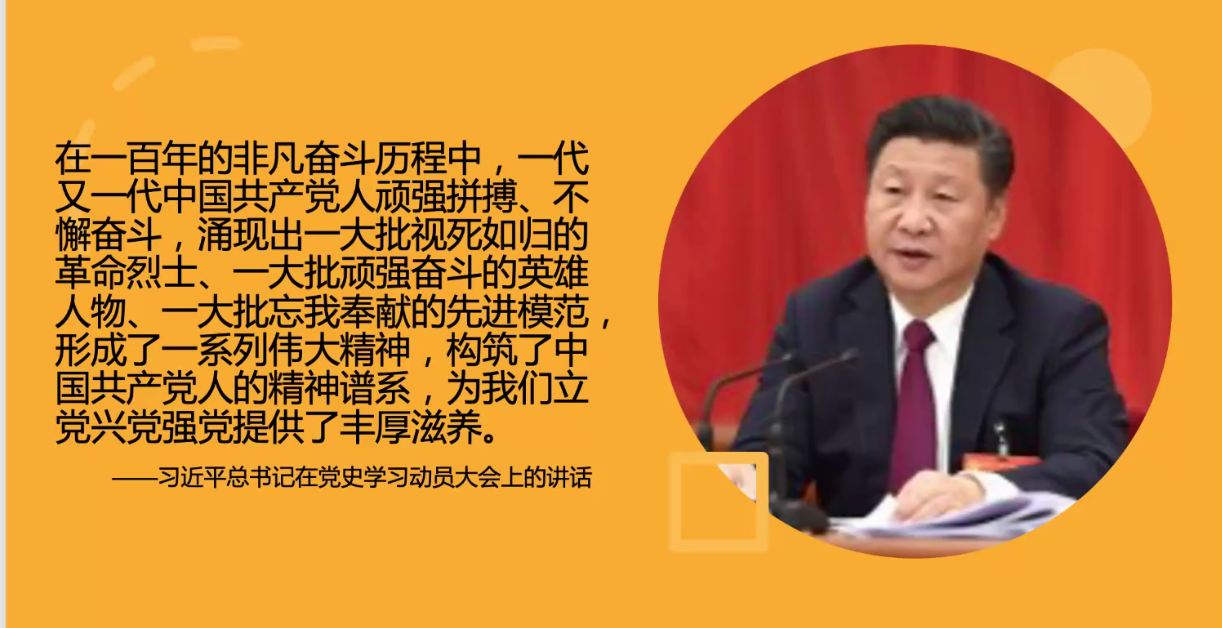 在一百年的非凡奋斗历程中，一代
又一代中国共产党人顽强拼搏、不
懈奋斗，涌现出一大批视死如归的
革命烈士、一大批顽强奋斗的英雄
人物、一大批忘我奉献的先进模范，
形成了一系列伟大精神，构筑了中
国共产党人的精神谱系，为我们立
党兴党强党提供了丰厚滋养。
——习近平总书记在党史学习动员大会上的讲话